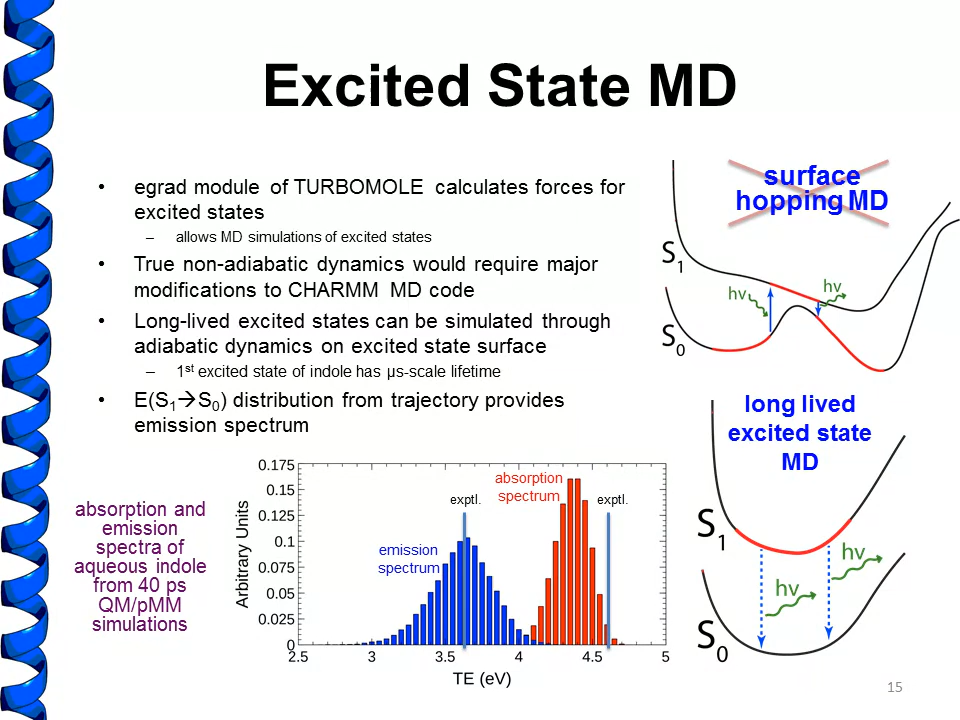 Excited State MD
• egrad module of TURBOMOLE calculates forces for
excited states
– allows MD simulations of excited states
• True non-adiabatic dynamics would require major
modifications to CHARMM MD code
• Long-lived excited states can be simulated through
adiabatic dynamics on excited state surface
– 1st excited state of indole has μs-scale lifetime
• E(S1→S0) distribution from trajectory provides
emission spectrum
surface
hopping MD
S1
hν
hν
S0
long lived
excited state
MD
S1
hν
hν
S0
absorption and
emission
spectra of
aqueous indole
from 40 ps
QM/pMM
simulations
Arbitrary Units
0.175
0.15
0.125
0.1
0.075
0.05
0.025
0
exptl.
absorption
spectrum
exptl.
emission
spectrum
2.5 3 3.5 4 4.5 5
TE (eV)
15